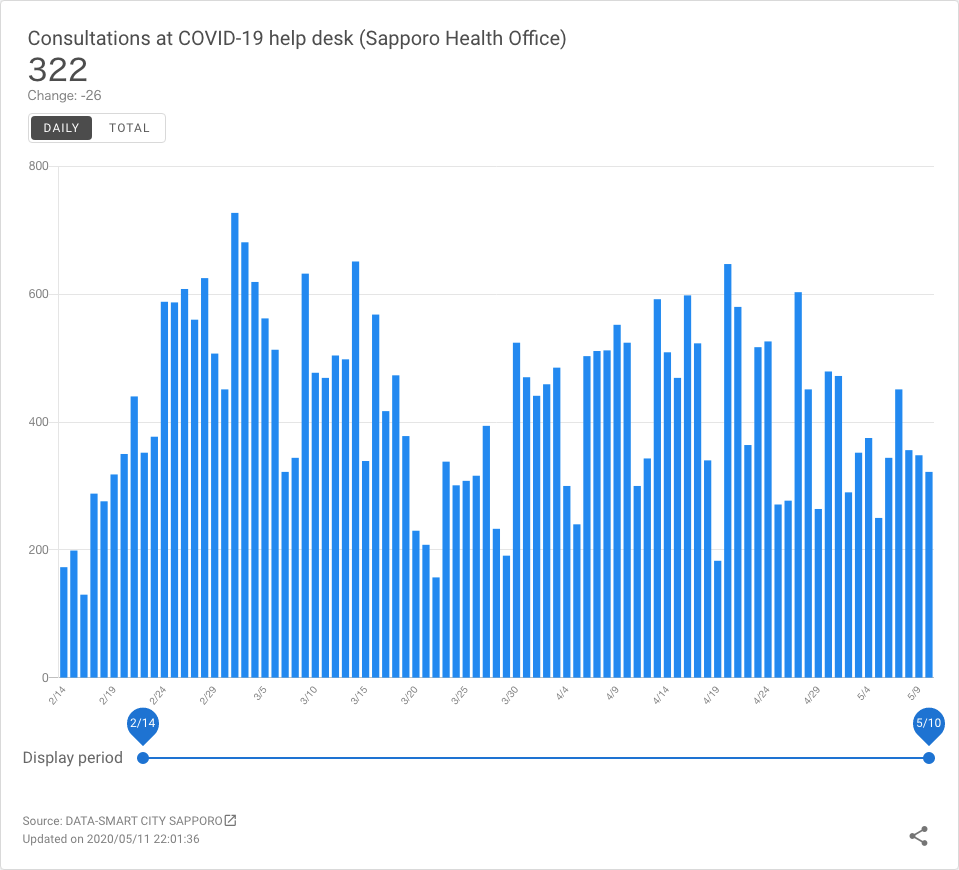 Consultations at COVID-19 help desk (Sapporo Health Office)
322
Change: -26
DAILY TOTAL
800
600
400
200
0
2/14 2/19 2/24 2/29 3/5 3/10 3/15 3/20 3/25 3/30 4/4 4/9 4/14 4/19 4/24 4/29 5/4 5/9
2/14 5/10
Display period
Source: DATA-SMART CITY SAPPORO
Updated on 2020/05/11 22:01:36